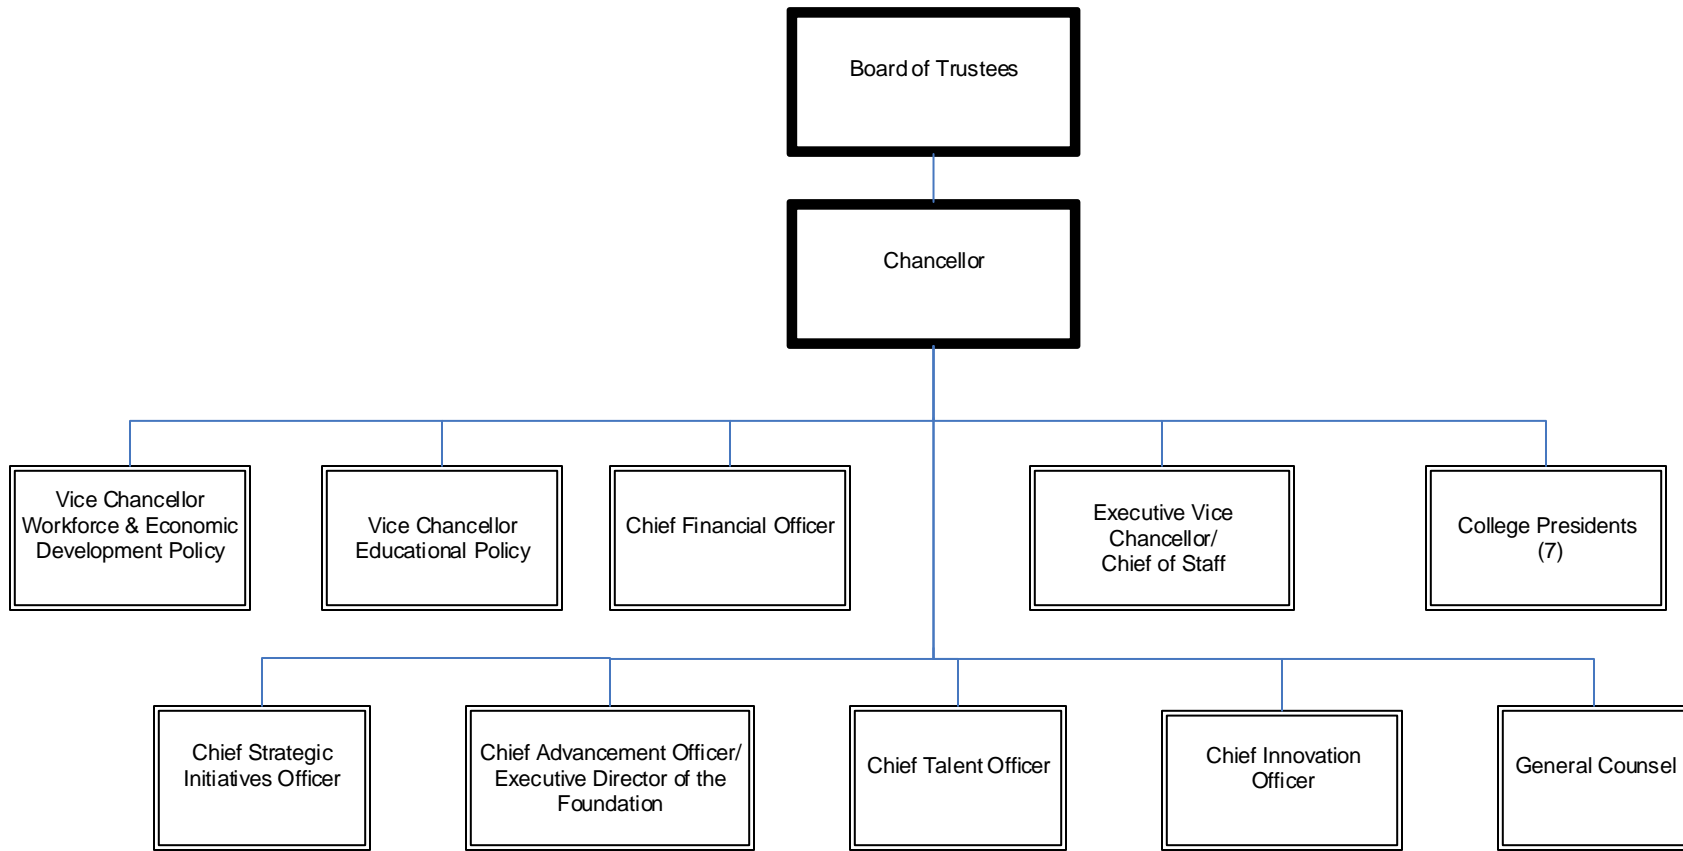 Board of Trustees
Chancellor
Vice Chancellor
Workforce & Economic
Development Policy
Vice Chancellor
Educational Policy
Chief Financial Officer
Executive Vice
Chancellor/
Chief of Staff
College Presidents
(7)
Chief Strategic
Initiatives Officer
Chief Advancement Officer/
Executive Director of the
Foundation
Chief Talent Officer
Chief Innovation
Officer
General Counsel